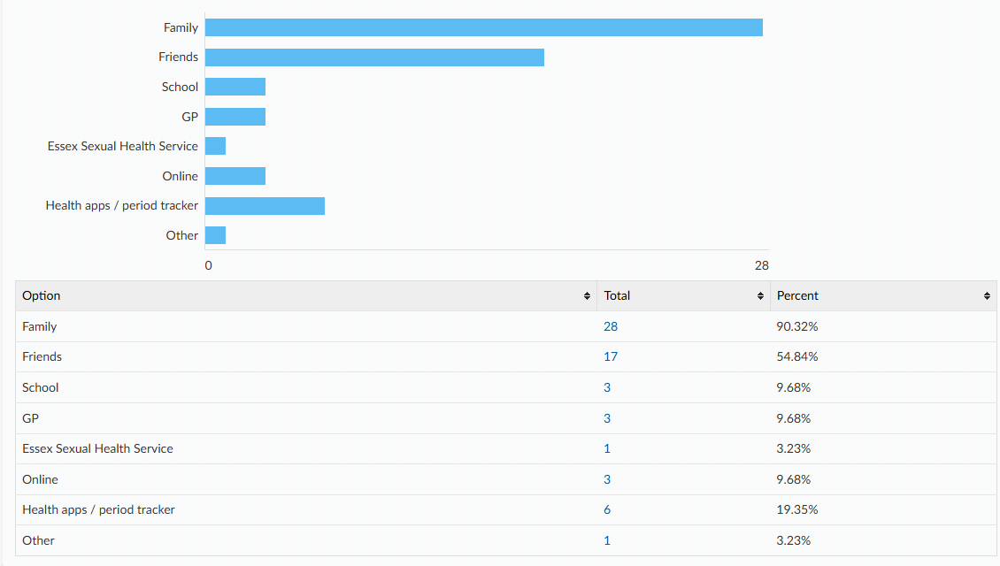 Family
Friends
School
GP
Essex Sexual Health Service
Online
Health apps / period tracker
Other
0 28
Option Total Percent
Family 28 90.32%
Friends 17 54.84%
School 3 9.68%
GP 3 9.68%
Essex Sexual Health Service 1 3.23%
Online 3 9.68%
Health apps / period tracker 6 19.35%
Other 1 3.23%